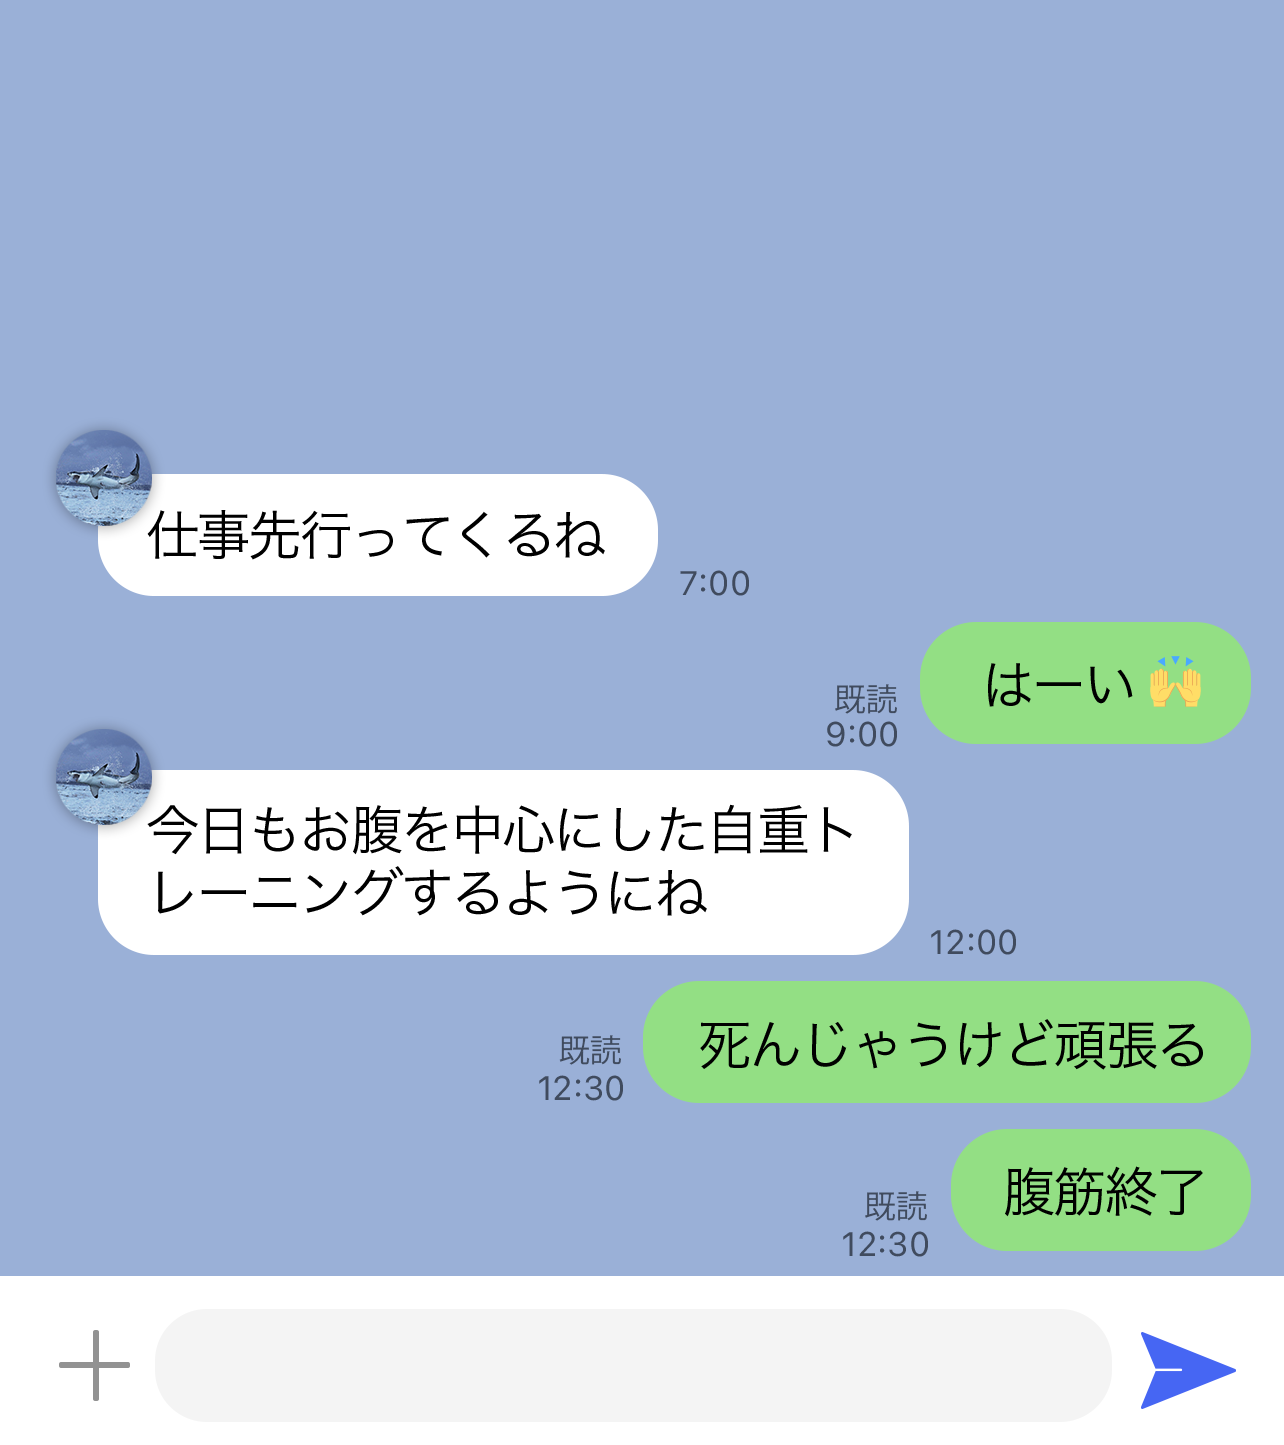 仕事先行ってくるね
7:00
はーい🙌
既読
9:00
今日もお腹を中心にした自重ト
レーニングするようにね
12:00
死んじゃうけど頑張る
既読
12:30
腹筋終了
既読
12:30